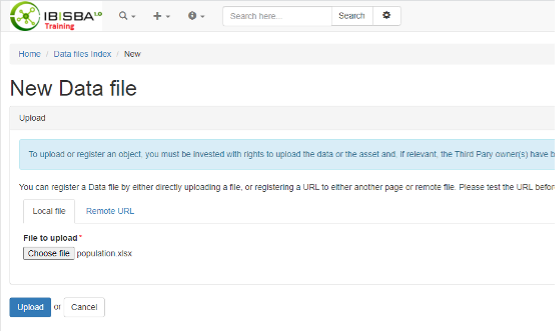 IBISBA 1.0
Training
Search here... Search
Home / Data files Index / New
New Data file
Upload
To upload or register an object, you must be invested with rights to upload the data or the asset and, if relevant, the Third Pary owner(s) have b
You can register a Data file by either directly uploading a file, or registering a URL to either another page or remote file. Please test the URL befor
Local file Remote URL
File to upload *
Choose file population.xlsx
Upload or Cancel